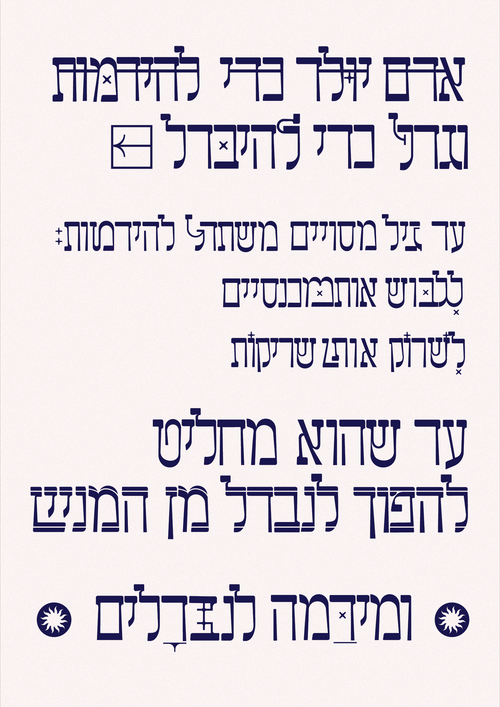 אדם יולד כדי להידמות
וגדל כדי להיבדל
עד גיל מסויים משתדל להידמות:
ללבוש אותם מכנסיים
לשרוק אותן שריקות
עד שהוא מחליט
להפוך לנבדל מן
ומידמה לנבדלים